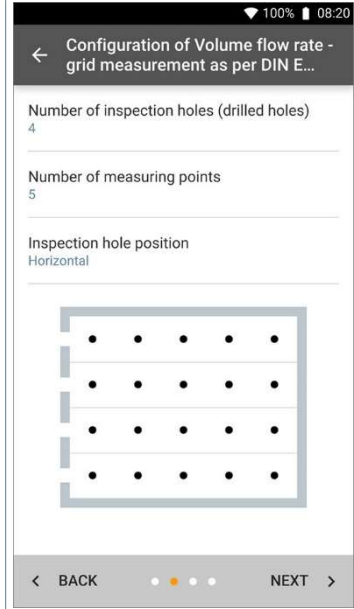 100% 08:20
Configuration of Volume flow rate -
grid measurement as per DIN E...
Number of inspection holes (drilled holes)
4
Number of measuring points
5
Inspection hole position
Horizontal
BACK
NEXT